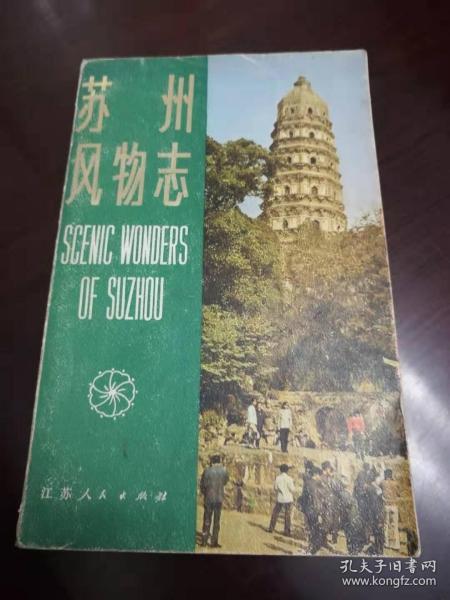 苏州
风物志
SCENIC WONDERS
OF SUZHOU
江苏人民出版社
孔夫子旧书网
www.kongfz.com